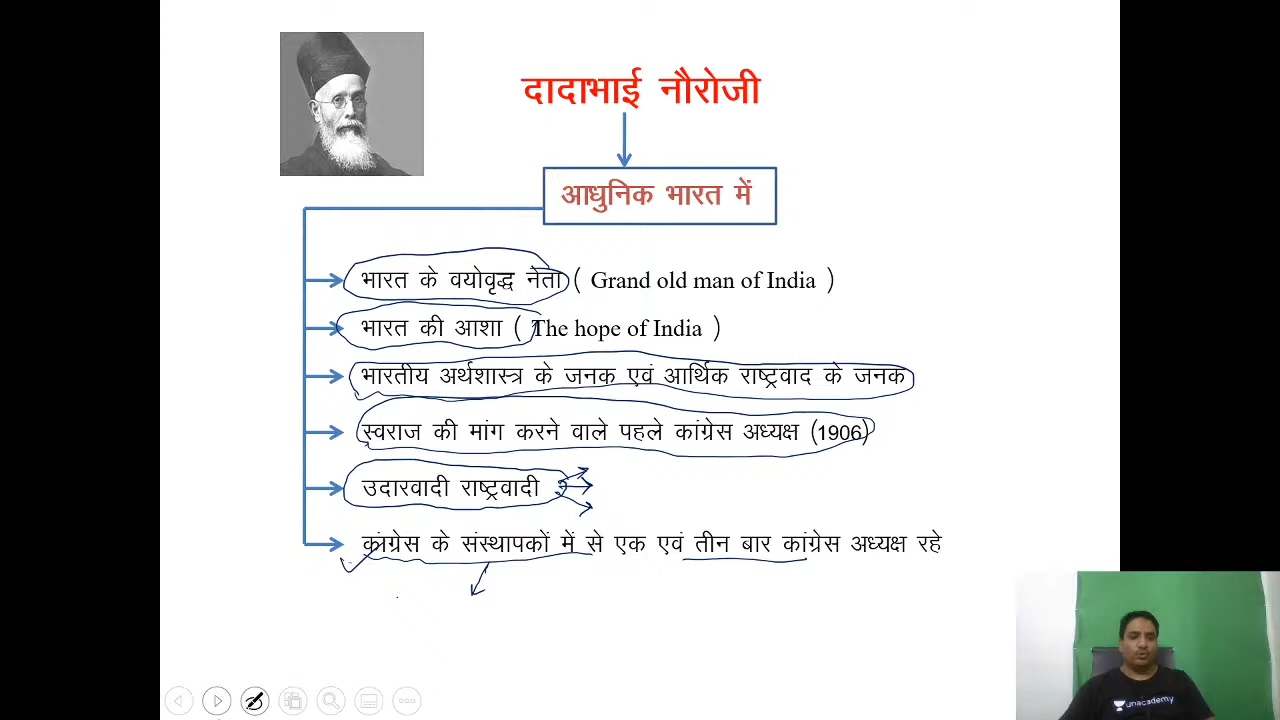 दादाभाई नौरोजी
आधुनिक भारत में
भारत के वयोवृद्ध नेता ( Grand old man of India )
भारत की आशा ( The hope of India )
भारतीय अर्थशास्त्र के जनक एवं आर्थिक राष्ट्रवाद के जनक
स्वराज की मांग करने वाले पहले कांग्रेस अध्यक्ष (1906)
उदारवादी राष्ट्रवादी
कांग्रेस के संस्थापकों में से एक एवं तीन बार कांग्रेस अध्यक्ष रहे
unacademy